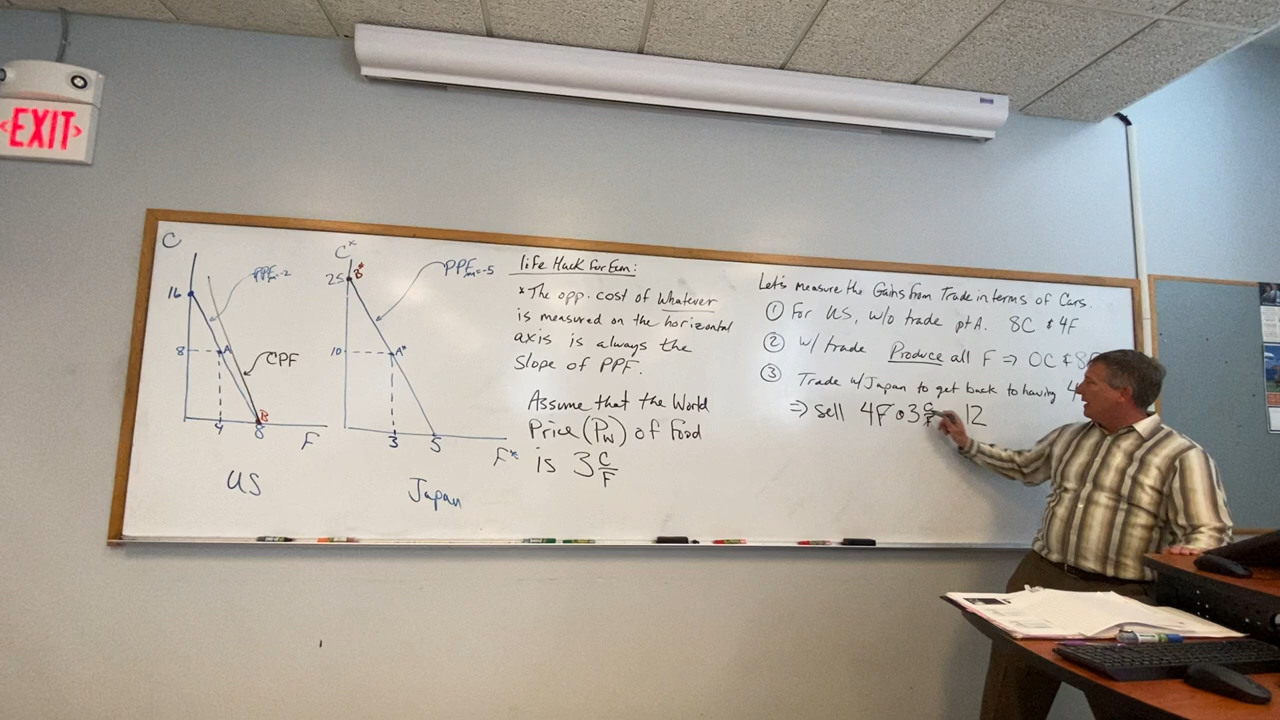 EXIT
C
PPF m=-2
16
8
A
CPF
B
4
8
F
US
C*
25
B*
PPF m=-5
10
A*
3
5
F*
Japan
life Hack for Exm:
* The opp. cost of whatever
is measured on the horizontal
axis is always the
Slope of PPF.
Assume that the World
Price (Pw) of Food
is 3 C/F
Let's measure the Gains from Trade in terms of Cars.
① For US, w/o trade pt A. 8C & 4F
② w/ trade Produce all F ⇒ 0C & 8
③ Trade w/Japan to get back to having 4
⇒ Sell 4F • 3 C/F 12